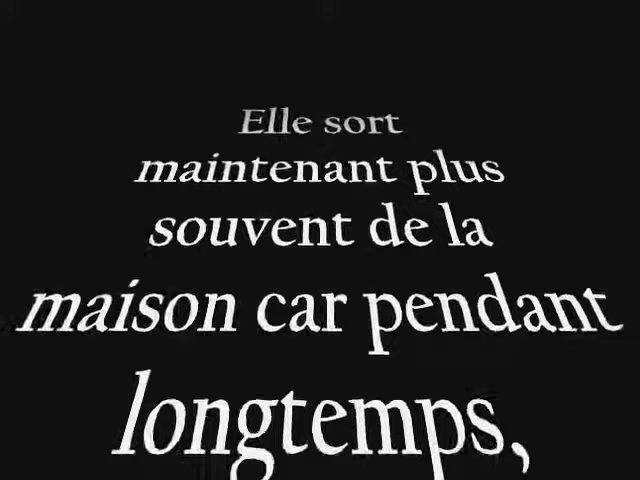 Elle sort
maintenant plus
souvent de la
maison car pendant
longtemps,